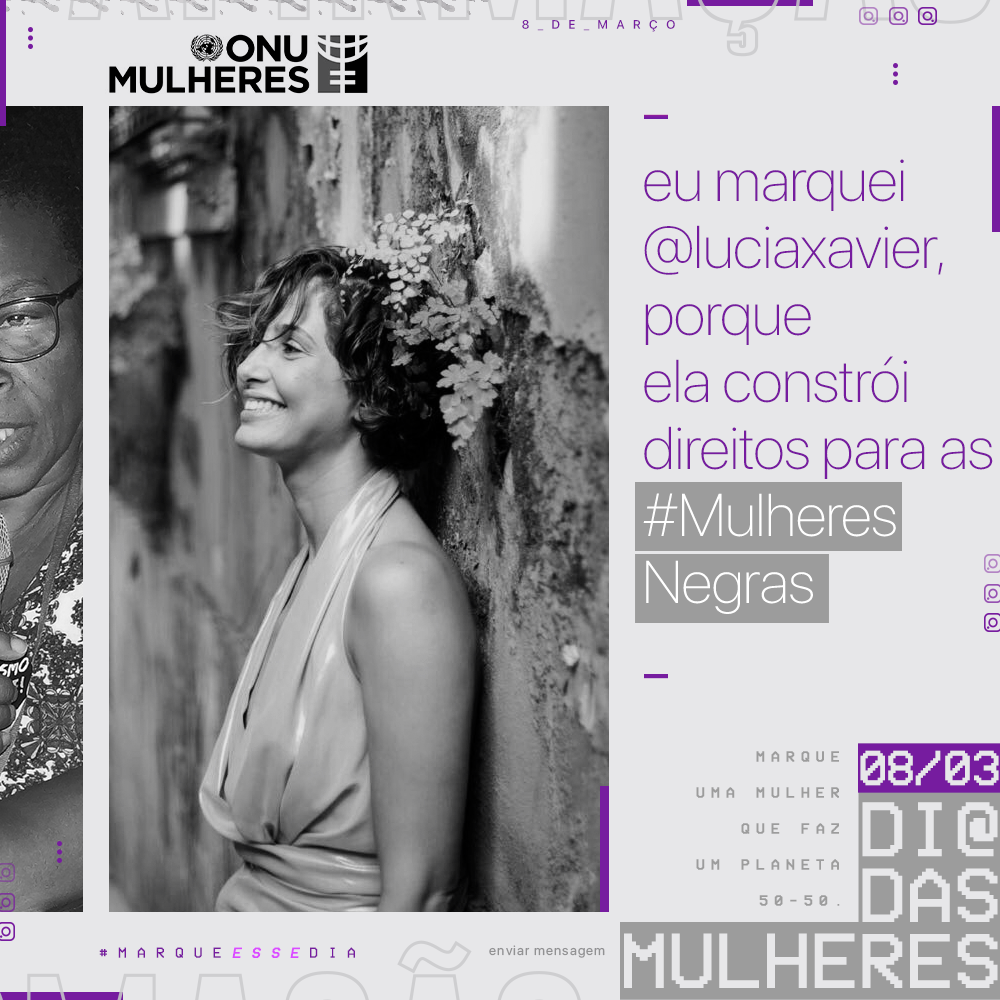 8_DE_MARÇO
ONU
MULHERES
eu marquei
@luciaxavier,
porque
ela constrói
direitos para as
#Mulheres
Negras
MARQUE
UMA MULHER
QUE FAZ
UM PLANETA
50-50.
08/03
DI@
DAS
MULHERES
#MARQUEESSEDIA
enviar mensagem